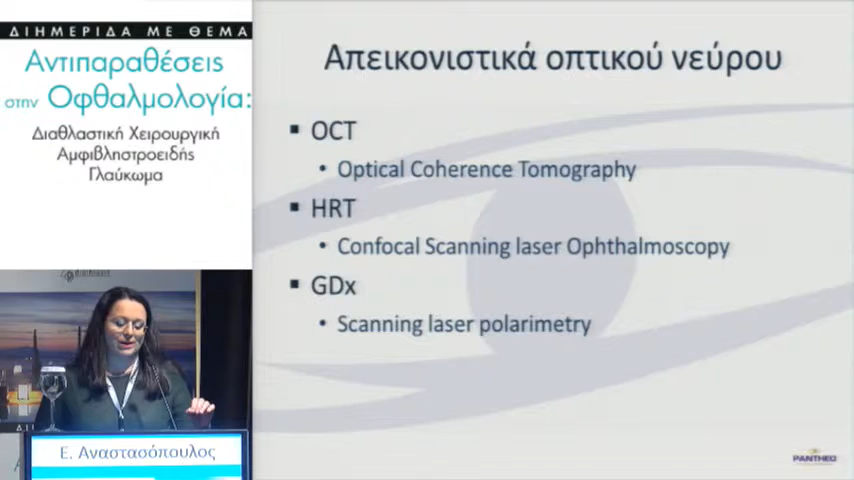 ΔΙΗΜΕΡΙΔΑ ΜΕ ΘΕΜΑ
Αντιπαραθέσεις
στην Οφθαλμολογία:
Διαθλαστική Χειρουργική
Αμφιβληστροειδής
Γλαύκωμα
Απεικονιστικά οπτικού νεύρου
▪ OCT
• Optical Coherence Tomography
▪ HRT
• Confocal Scanning laser Ophthalmoscopy
▪ GDx
• Scanning laser polarimetry
Ε. Αναστασόπουλος
PANTHEO